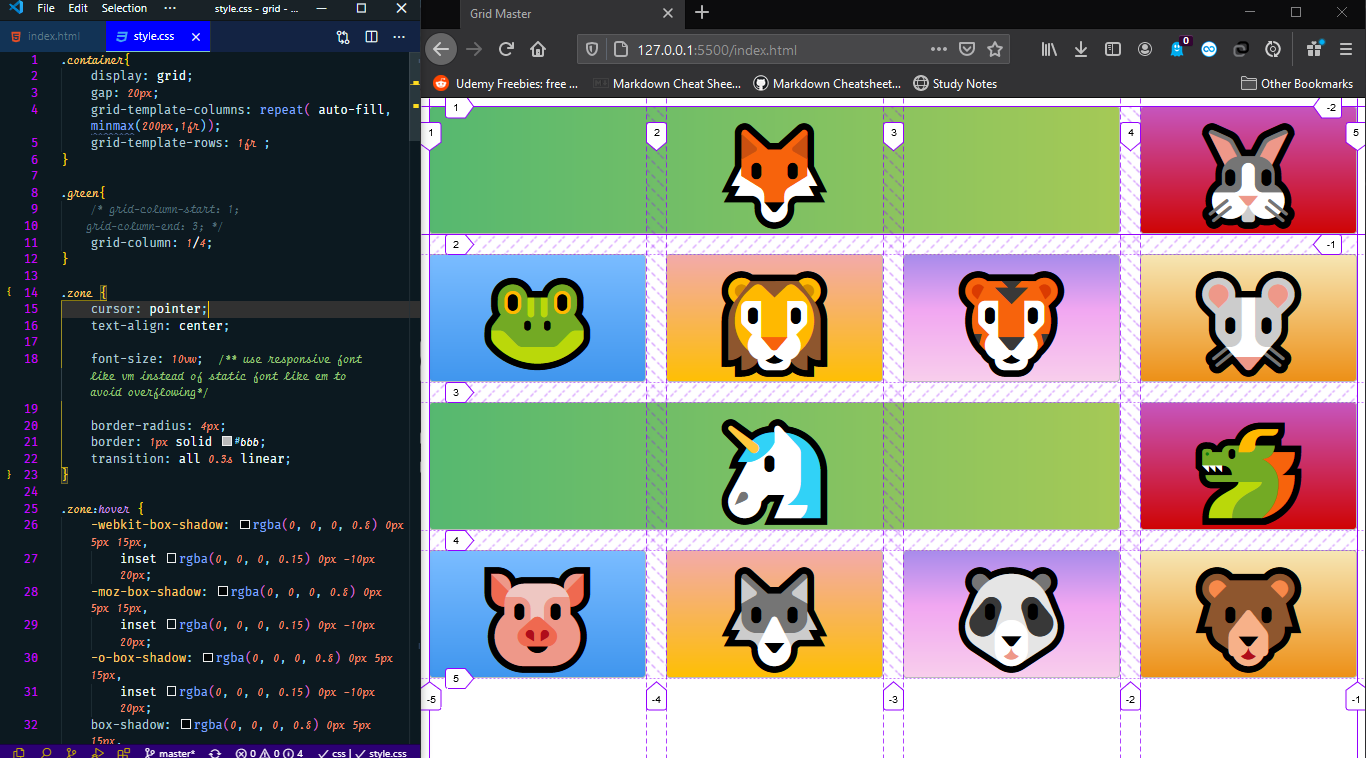 File Edit Selection ··· style.css - grid - ...
index.html style.css
1 .container{
2 display: grid;
3 gap: 20px;
4 grid-template-columns: repeat( auto-fill,
minmax(200px,1fr));
5 grid-template-rows: 1fr ;
6 }
7
8 .green{
9 /* grid-column-start: 1;
10 grid-column-end: 3; */
11 grid-column: 1/4;
12 }
13
14 .zone {
15 cursor: pointer;
16 text-align: center;
17
18 font-size: 10vw; /** use responsive font
like vm instead of static font like em to
avoid overflowing*/
19
20 border-radius: 4px;
21 border: 1px solid #bbb;
22 transition: all 0.3s linear;
23 }
24
25 .zone:hover {
26 -webkit-box-shadow: rgba(0, 0, 0, 0.8) 0px
5px 15px,
27 inset rgba(0, 0, 0, 0.15) 0px -10px
20px;
28 -moz-box-shadow: rgba(0, 0, 0, 0.8) 0px
5px 15px,
29 inset rgba(0, 0, 0, 0.15) 0px -10px
20px;
30 -o-box-shadow: rgba(0, 0, 0, 0.8) 0px 5px
15px,
31 inset rgba(0, 0, 0, 0.15) 0px -10px
20px;
32 box-shadow: rgba(0, 0, 0, 0.8) 0px 5px
15px,
master* 0 0 4 css | style.css
Grid Master
127.0.0.1:5500/index.html
0
Udemy Freebies: free ... Markdown Cheat Shee... Markdown Cheatsheet... Study Notes Other Bookmarks
1 -2
1 2 3 4 5
2 -1
3
4
5
-5 -4 -3 -2 -1